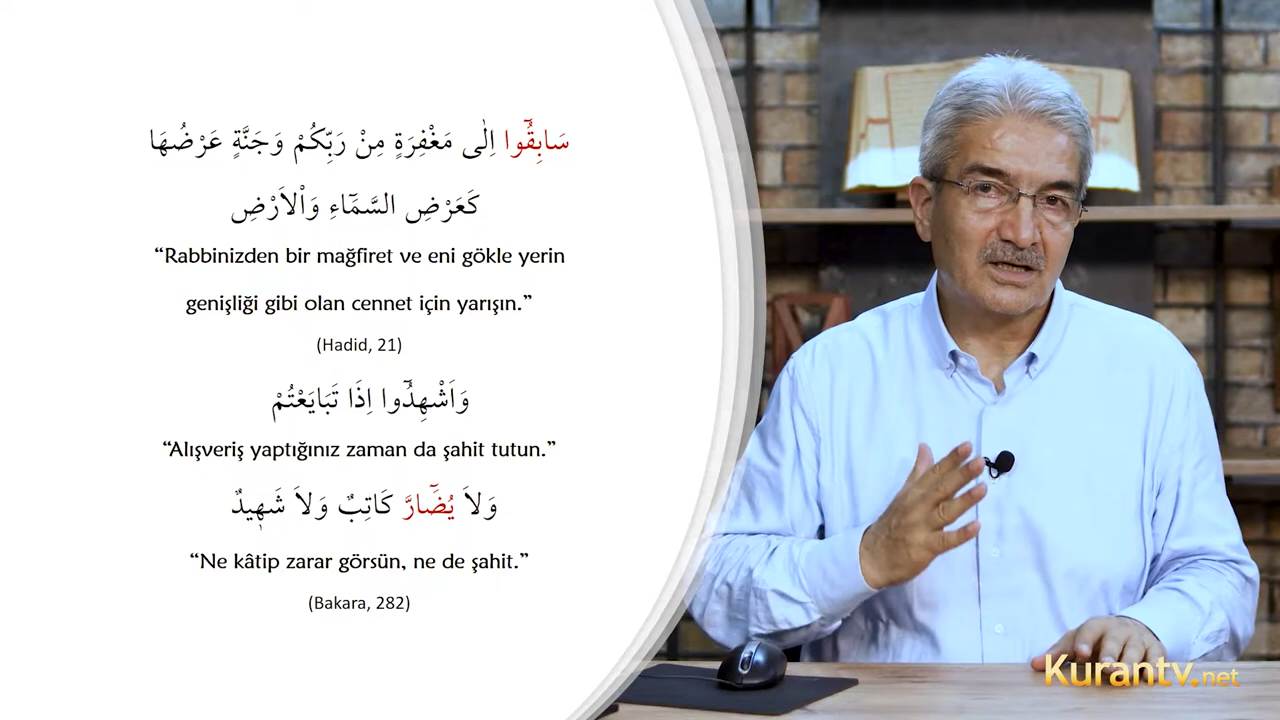 سَابِقُٓوا اِلٰى مَغْفِرَةٍ مِنْ رَبِّكُمْ وَجَنَّةٍ عَرْضُهَا
كَعَرْضِ السَّمَٓاءِ وَاْلاَرْضِ
“Rabbinizden bir mağfiret ve eni gökle yerin
genişliği gibi olan cennet için yarışın.”
(Hadid, 21)
وَاَشْهِدُٓوا اِذَا تَبَايَعْتُمْ
“Alışveriş yaptığınız zaman da şahit tutun.”
وَلاَ يُضَٓارَّ كَاتِبٌ وَلاَ شَهٖيدٌ
“Ne kâtip zarar görsün, ne de şahit.”
(Bakara, 282)
Kurantv.net